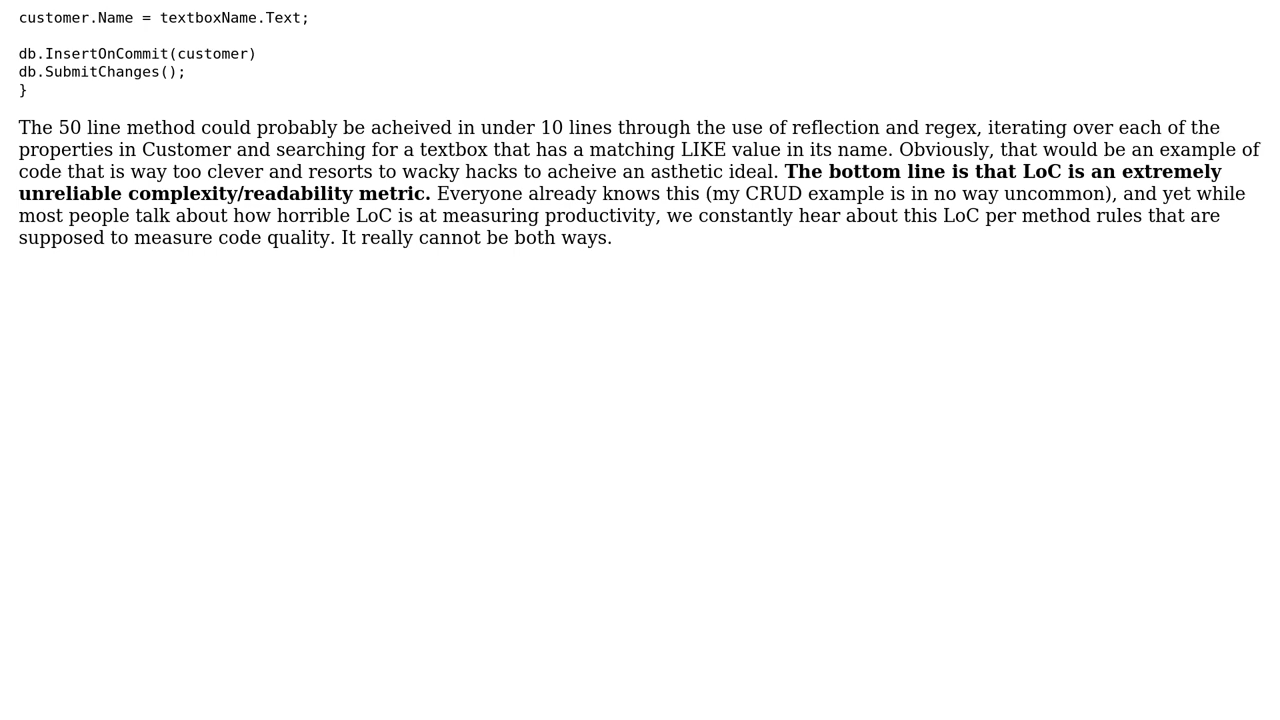 customer.Name = textboxName.Text;
db.InsertOnCommit(customer)
db.SubmitChanges();
}
The 50 line method could probably be acheived in under 10 lines through the use of reflection and regex, iterating over each of the
properties in Customer and searching for a textbox that has a matching LIKE value in its name. Obviously, that would be an example of
code that is way too clever and resorts to wacky hacks to acheive an asthetic ideal. The bottom line is that LoC is an extremely
unreliable complexity/readability metric. Everyone already knows this (my CRUD example is in no way uncommon), and yet while
most people talk about how horrible LoC is at measuring productivity, we constantly hear about this LoC per method rules that are
supposed to measure code quality. It really cannot be both ways.